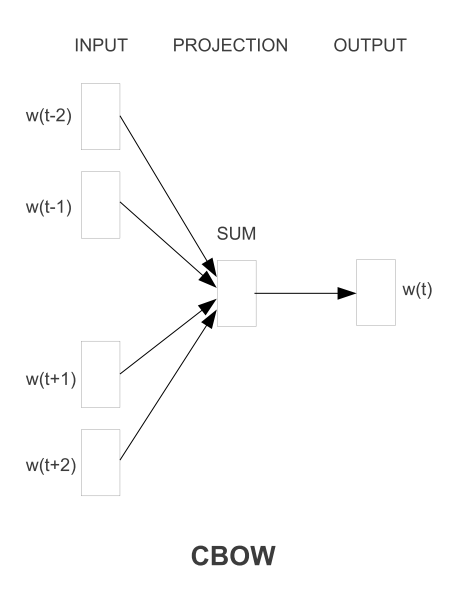 INPUT PROJECTION OUTPUT
w(t-2)
w(t-1)
SUM
w(t)
w(t+1)
w(t+2)
CBOW